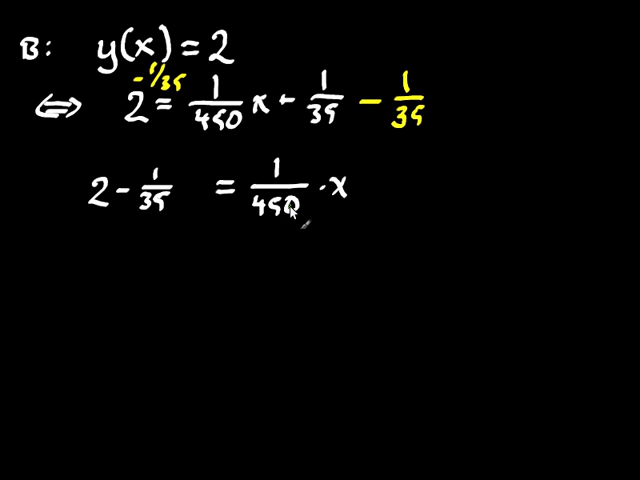 B: y(x) = 2
⇔ 2 - 1/35 = 1/450 x + 1/35 - 1/35
2 - 1/35 = 1/450 · x